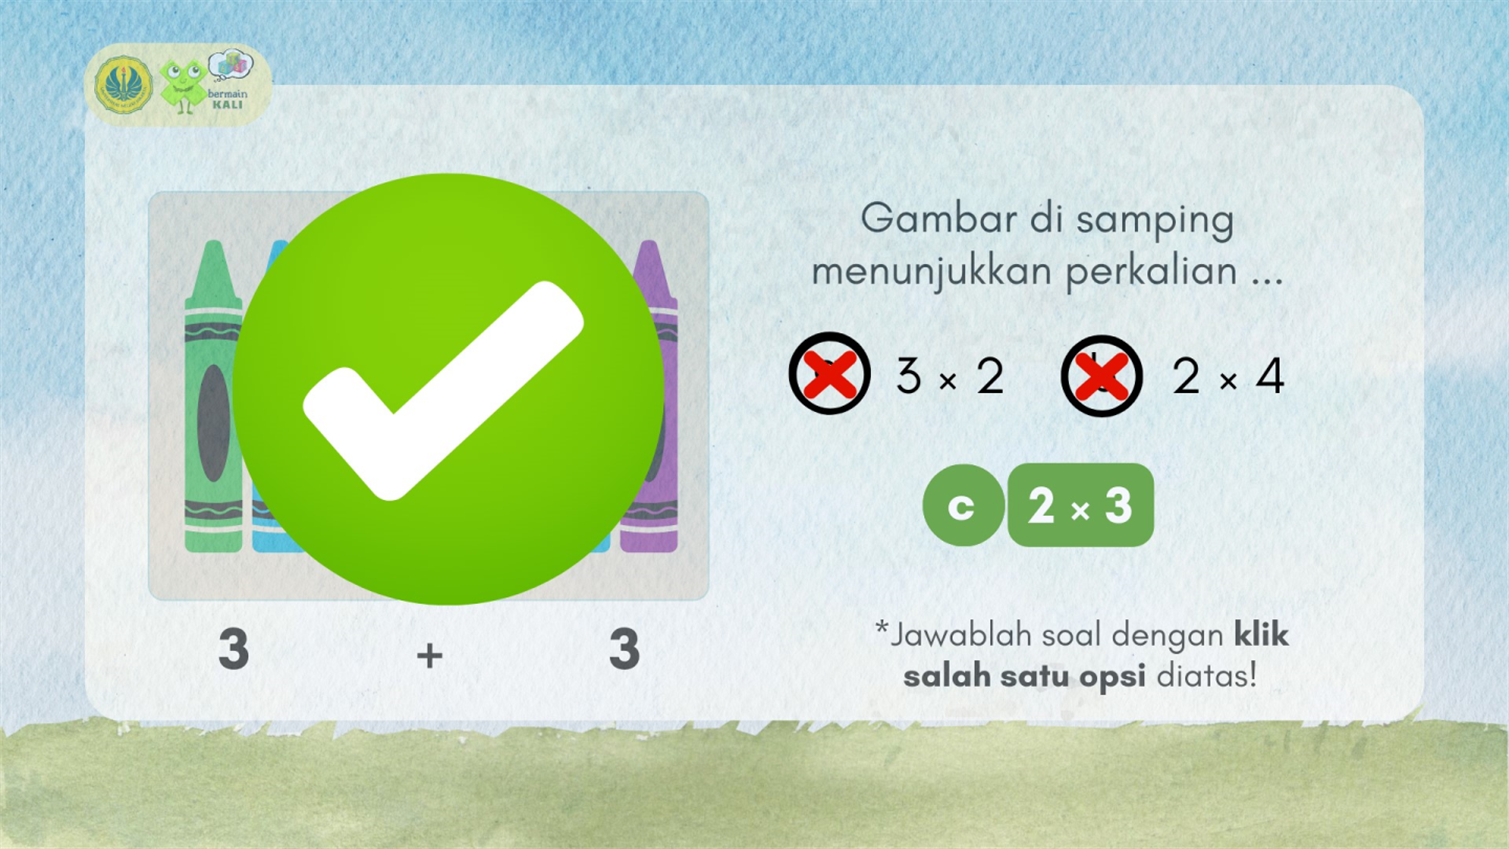 bermain
KALI
Gambar di samping
menunjukkan perkalian ...
3 × 2
2 × 4
c 2 × 3
3 + 3
*Jawablah soal dengan klik
salah satu opsi diatas!